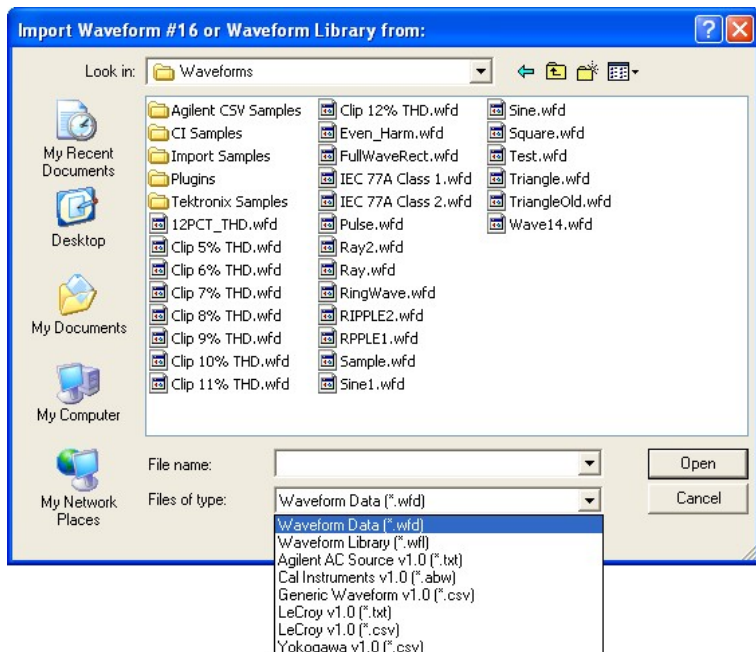 Import Waveform #16 or Waveform Library from:
Look in:
Waveforms
My Recent
Documents
Desktop
My Documents
My Computer
My Network
Places
Agilent CSV Samples
CI Samples
Import Samples
Plugins
Tektronix Samples
12PCT_THD.wfd
Clip 5% THD.wfd
Clip 6% THD.wfd
Clip 7% THD.wfd
Clip 8% THD.wfd
Clip 9% THD.wfd
Clip 10% THD.wfd
Clip 11% THD.wfd
Clip 12% THD.wfd
Even_Harm.wfd
FullWaveRect.wfd
IEC 77A Class 1.wfd
IEC 77A Class 2.wfd
Pulse.wfd
Ray2.wfd
Ray.wfd
RingWave.wfd
RIPPLE2.wfd
RPPLE1.wfd
Sample.wfd
Sine1.wfd
Sine.wfd
Square.wfd
Test.wfd
Triangle.wfd
TriangleOld.wfd
Wave14.wfd
File name:
Open
Files of type:
Waveform Data (*.wfd)
Cancel
Waveform Data (*.wfd)
Waveform Library (*.wfl)
Agilent AC Source v1.0 (*.txt)
Cal Instruments v1.0 (*.abw)
Generic Waveform v1.0 (*.csv)
LeCroy v1.0 (*.txt)
LeCroy v1.0 (*.csv)
Yokogawa v1.0 (*.csv)